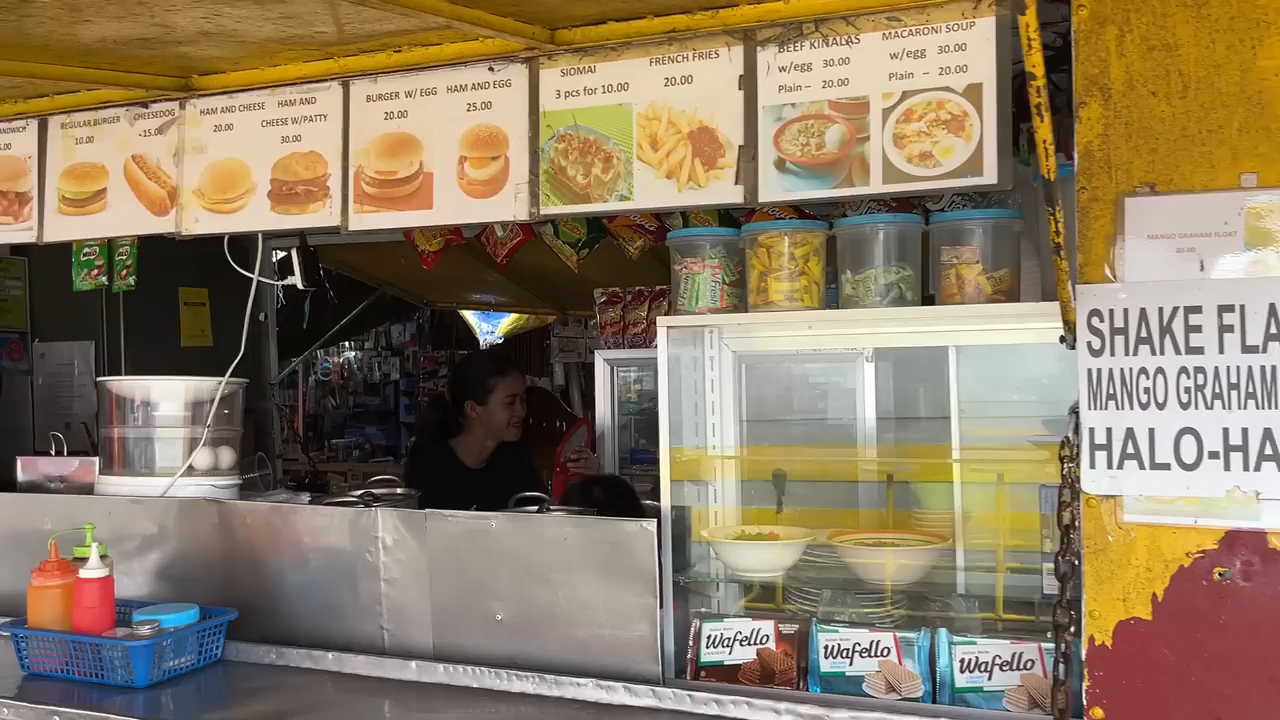 REGULAR BURGER
10.00
CHEESEDOG
15.00
HAM AND CHEESE
20.00
HAM AND
CHEESE W/PATTY
30.00
BURGER W/ EGG
20.00
HAM AND EGG
25.00
SIOMAI
3 pcs for 10.00
FRENCH FRIES
20.00
BEEF KINALAS
w/egg 30.00
Plain – 20.00
MACARONI SOUP
w/egg 30.00
Plain – 20.00
MILO
MANGO GRAHAM FLOAT
20.00
SHAKE FLA
MANGO GRAHAM
HALO-HA
Wafello
CHOCOLATE
Wafello
Wafello